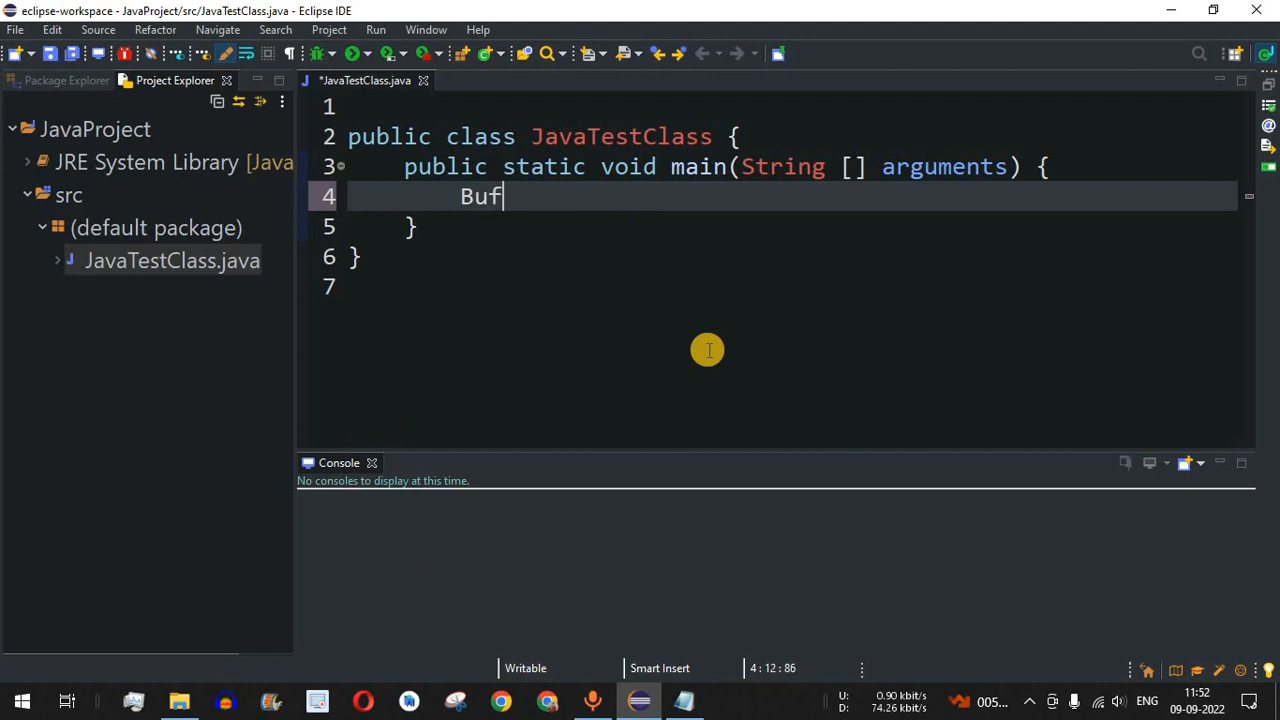 eclipse-workspace - JavaProject/src/JavaTestClass.java - Eclipse IDE
File Edit Source Refactor Navigate Search Project Run Window Help
Package Explorer Project Explorer *JavaTestClass.java
JavaProject
JRE System Library [Java
src
(default package)
JavaTestClass.java
1
2 public class JavaTestClass {
3 public static void main(String [] arguments) {
4 Buf
5 }
6 }
7
Console
No consoles to display at this time.
Writable Smart Insert 4 : 12 : 86
U: 0.90 kbit/s
D: 74.26 kbit/s
005...
ENG
11:52
09-09-2022